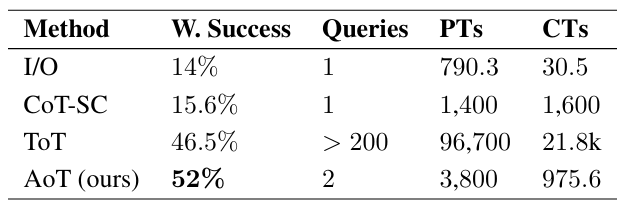 Method W. Success Queries PTs CTs
I/O 14% 1 790.3 30.5
CoT-SC 15.6% 1 1,400 1,600
ToT 46.5% > 200 96,700 21.8k
AoT (ours) 52% 2 3,800 975.6